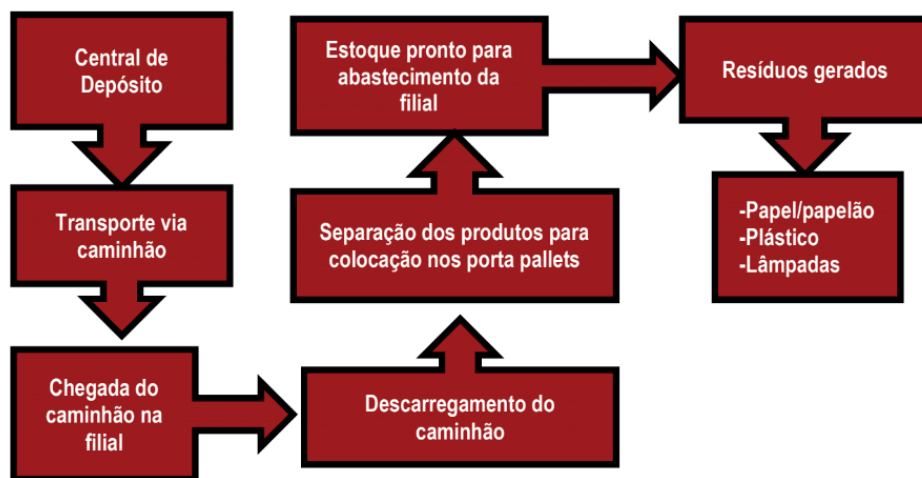 Central de
Depósito
Transporte via
caminhão
Chegada do
caminhão na
filial
Descarregamento do
caminhão
Separação dos produtos para
colocação nos porta pallets
Estoque pronto para
abastecimento da
filial
Resíduos gerados
-Papel/papelão
-Plástico
-Lâmpadas